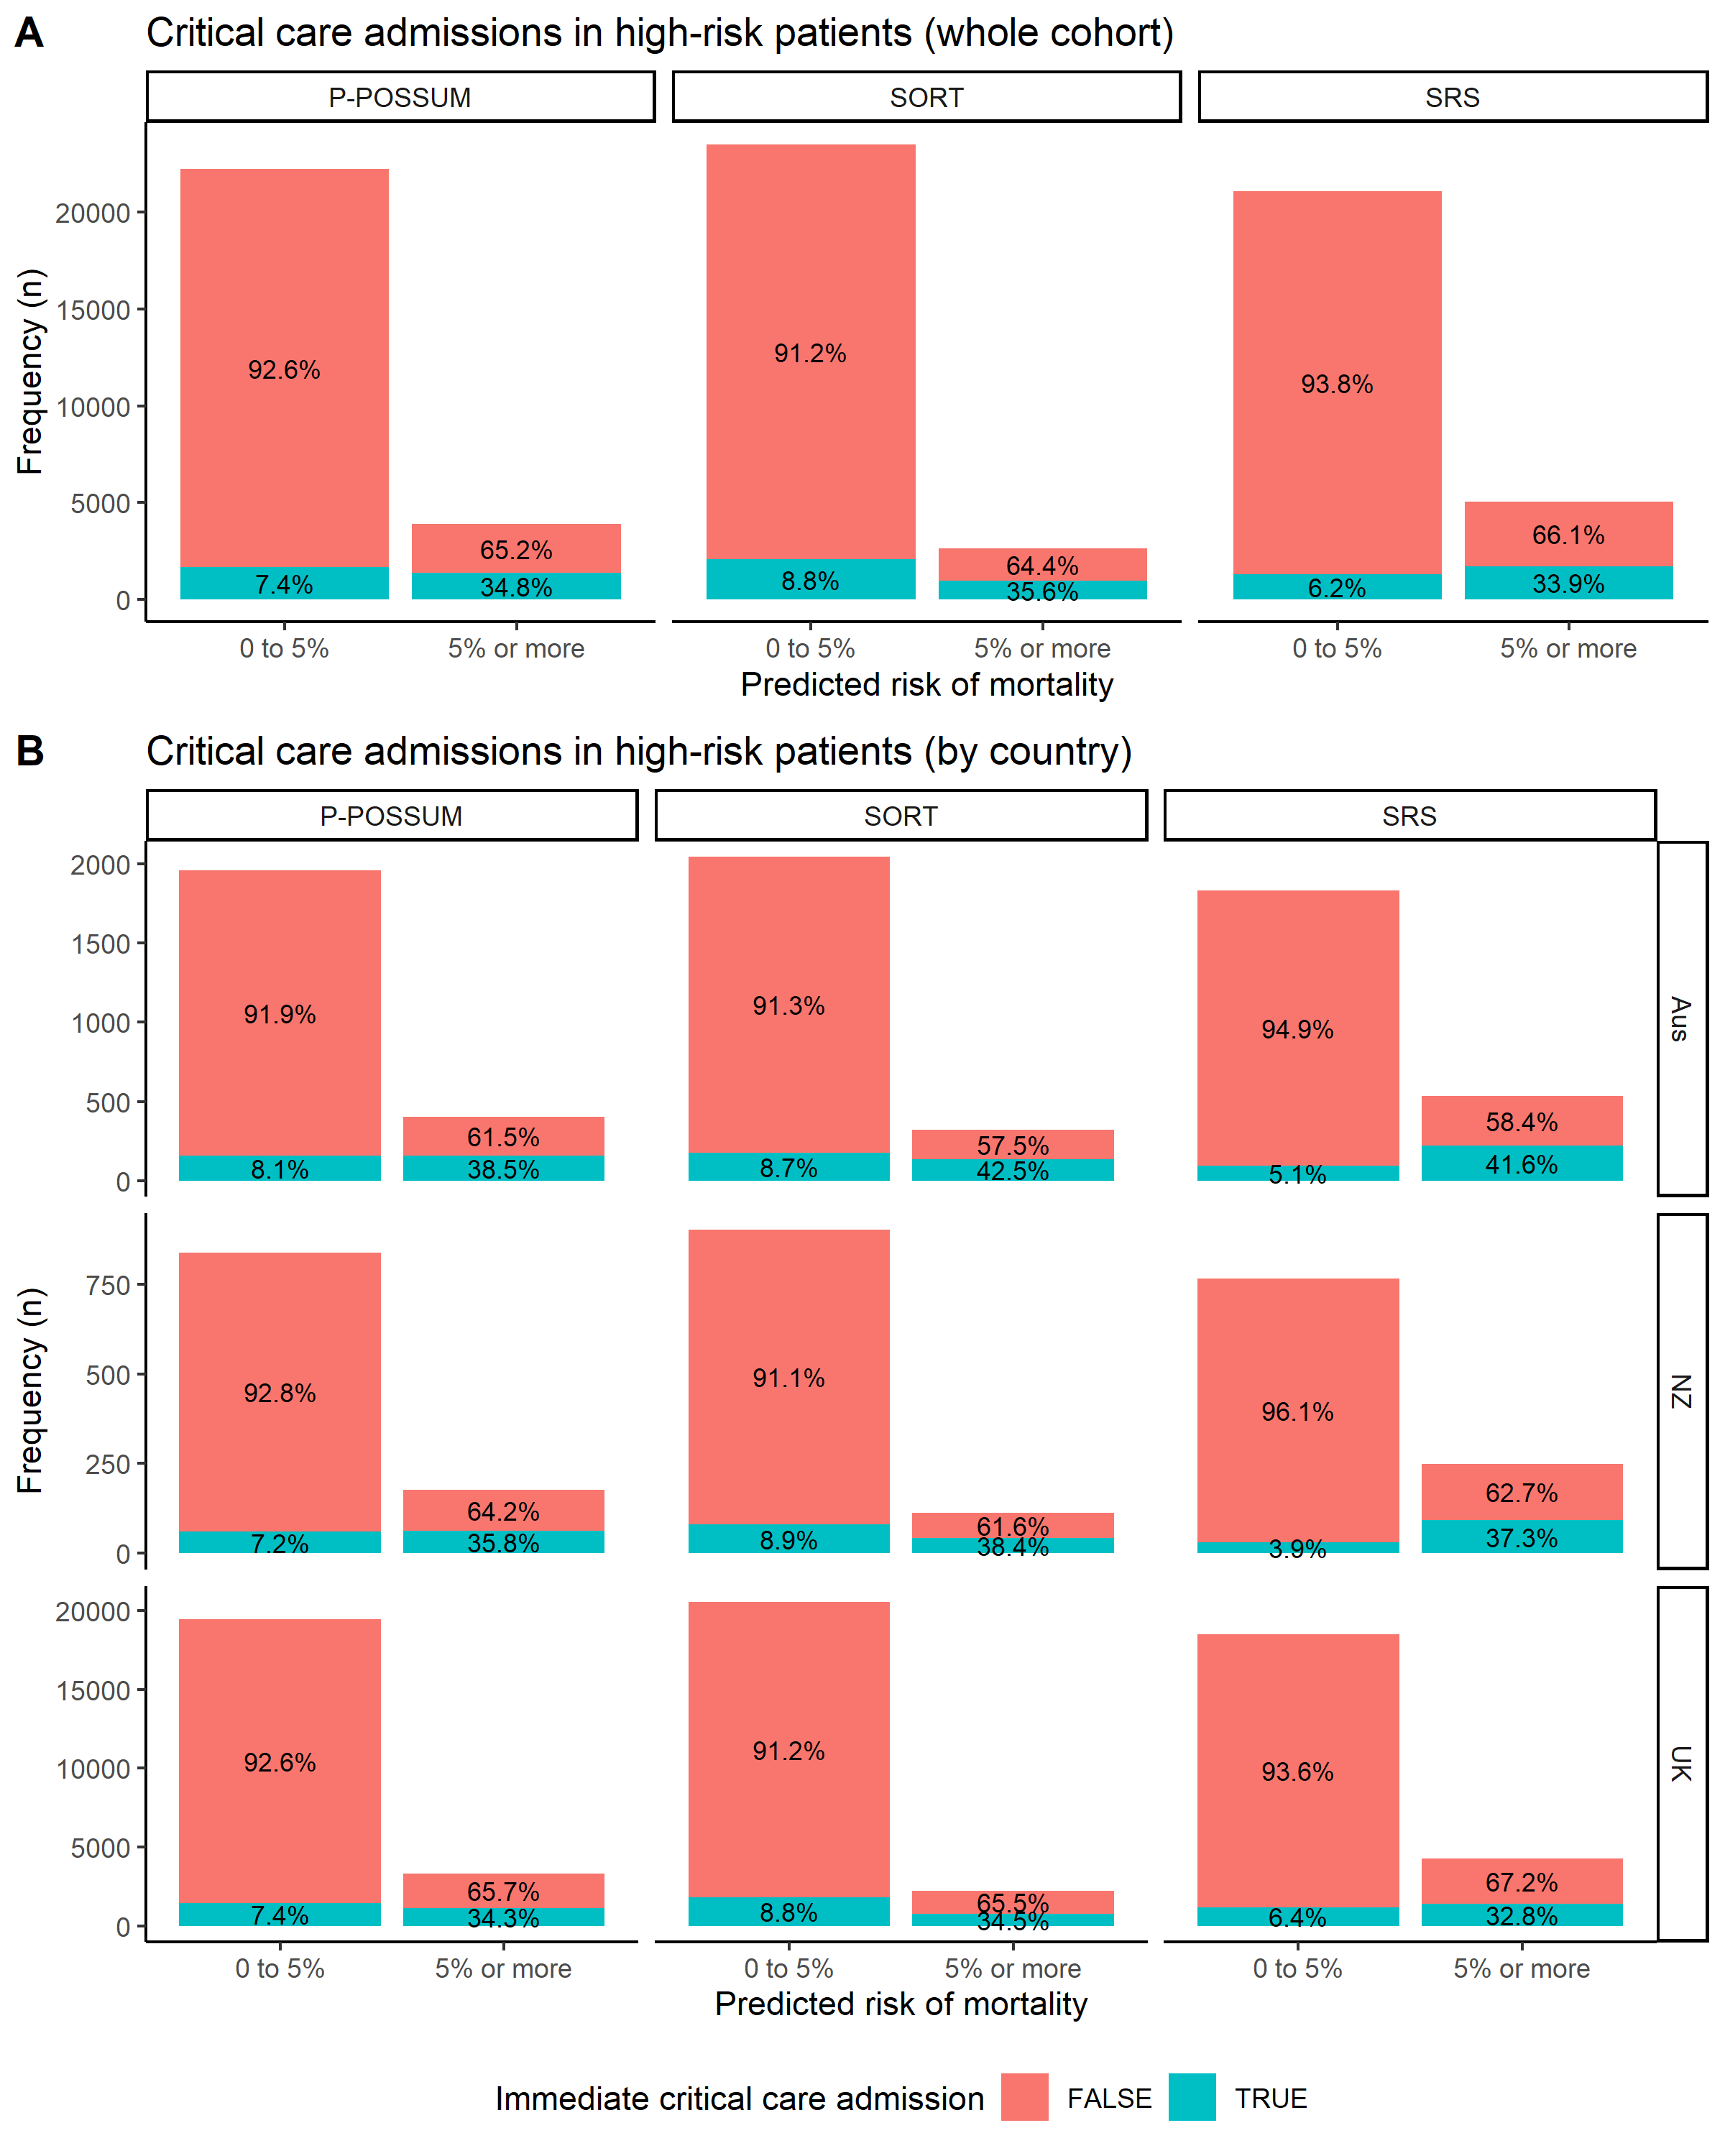 A Critical care admissions in high-risk patients (whole cohort)
P-POSSUM SORT SRS
Frequency (n)
20000
15000
10000
5000
0
92.6% 91.2% 93.8%
65.2% 64.4% 66.1%
7.4% 34.8% 8.8% 35.6% 6.2% 33.9%
0 to 5% 5% or more 0 to 5% 5% or more 0 to 5% 5% or more
Predicted risk of mortality
B Critical care admissions in high-risk patients (by country)
P-POSSUM SORT SRS
Frequency (n)
2000
1500
1000
500
0
91.9% 91.3% 94.9%
61.5% 57.5% 58.4%
8.1% 38.5% 8.7% 42.5% 5.1% 41.6%
Aus
750
500
250
0
92.8% 91.1% 96.1%
64.2% 61.6% 62.7%
7.2% 35.8% 8.9% 38.4% 3.9% 37.3%
NZ
20000
15000
10000
5000
0
92.6% 91.2% 93.6%
65.7% 65.5% 67.2%
7.4% 34.3% 8.8% 34.5% 6.4% 32.8%
UK
0 to 5% 5% or more 0 to 5% 5% or more 0 to 5% 5% or more
Predicted risk of mortality
Immediate critical care admission FALSE TRUE